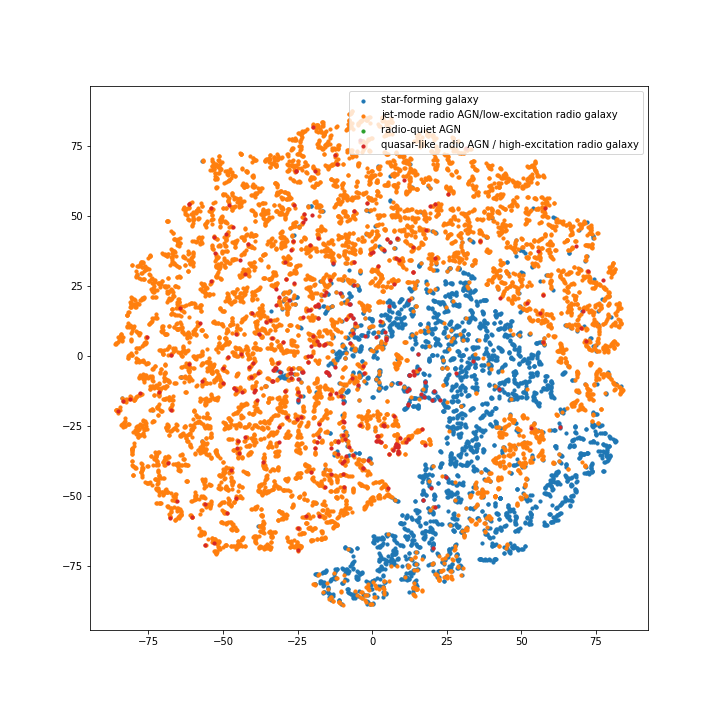 star-forming galaxy
jet-mode radio AGN/low-excitation radio galaxy
radio-quiet AGN
quasar-like radio AGN / high-excitation radio galaxy
75
50
25
0
−25
−50
−75
−75 −50 −25 0 25 50 75